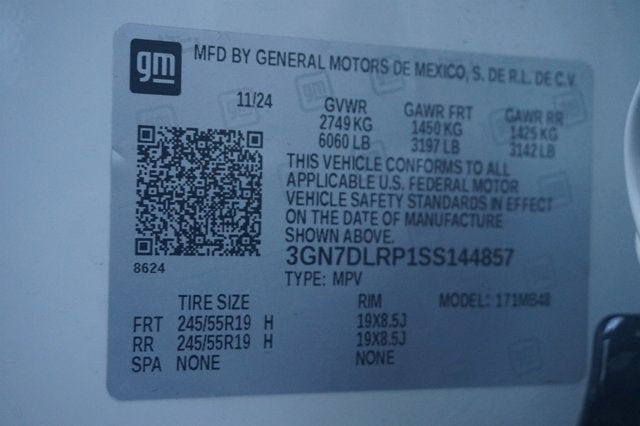 gm
MFD BY GENERAL MOTORS DE MEXICO, S. DE R.L. DE C.V.
11/24 GVWR GAWR FRT GAWR RR
2749 KG 1450 KG 1425 KG
6060 LB 3197 LB 3142 LB
THIS VEHICLE CONFORMS TO ALL
APPLICABLE U.S. FEDERAL MOTOR
VEHICLE SAFETY STANDARDS IN EFFECT
ON THE DATE OF MANUFACTURE
SHOWN ABOVE.
8624
3GN7DLRP1SS144857
TYPE: MPV
TIRE SIZE RIM MODEL: 171MB48
FRT 245/55R19 H 19X8.5J
RR 245/55R19 H 19X8.5J
SPA NONE NONE